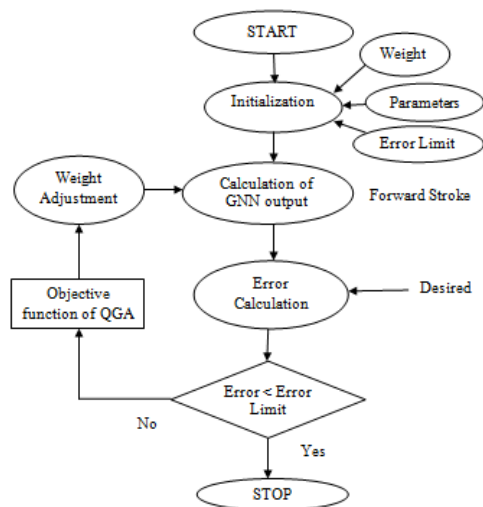 START
Weight
Initialization
Parameters
Error Limit
Weight
Adjustment
Calculation of
GNN output
Forward Stroke
Error
Calculation
Desired
Objective
function of QGA
Error < Error
Limit
No
Yes
STOP